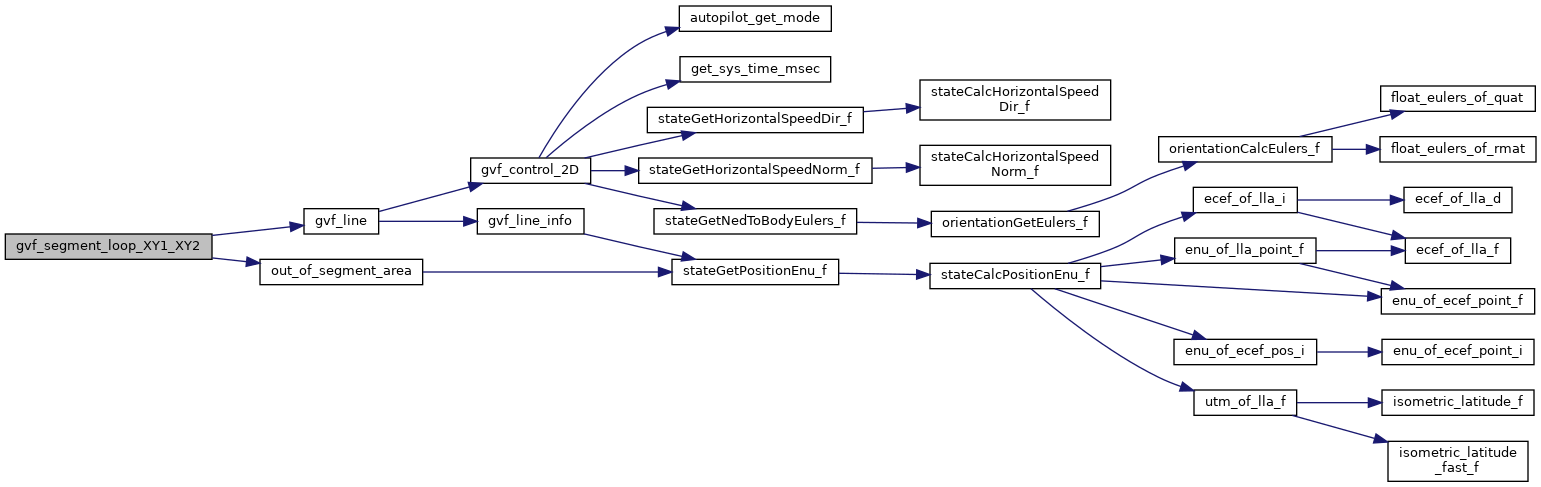 autopilot_get_mode
get_sys_time_msec
stateCalcHorizontalSpeed
Dir_f
float_eulers_of_quat
stateGetHorizontalSpeedDir_f
orientationCalcEulers_f
float_eulers_of_rmat
stateCalcHorizontalSpeed
Norm_f
gvf_control_2D
stateGetHorizontalSpeedNorm_f
ecef_of_lla_i
ecef_of_lla_d
gvf_line
gvf_line_info
stateGetNedToBodyEulers_f
orientationGetEulers_f
gvf_segment_loop_XY1_XY2
enu_of_lla_point_f
ecef_of_lla_f
out_of_segment_area
stateGetPositionEnu_f
stateCalcPositionEnu_f
enu_of_ecef_point_f
enu_of_ecef_pos_i
enu_of_ecef_point_i
utm_of_lla_f
isometric_latitude_f
isometric_latitude
_fast_f